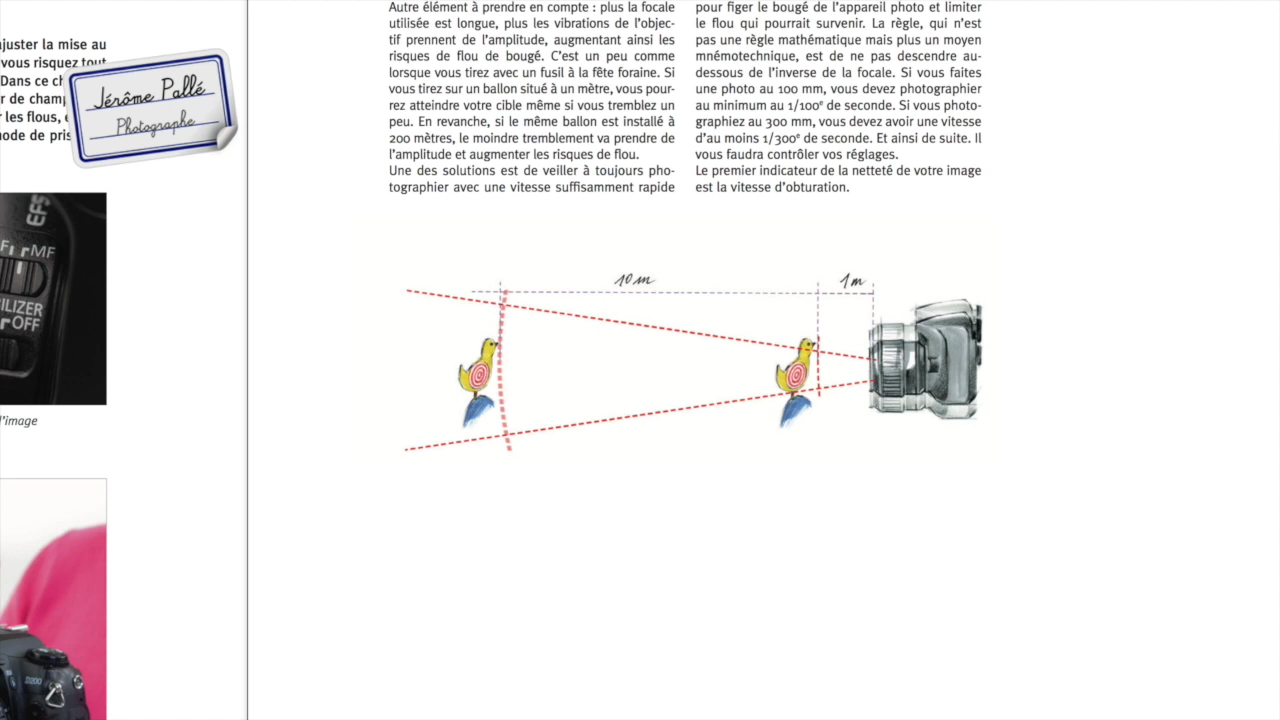 ajuster la mise au
vous risquez tout
Dans ce
r de
r les flous,
mode de
Jérôme Pallé
Photographe
MF
OFF
l'image
D200
Autre élément à prendre en compte : plus la focale
utilisée est longue, plus les vibrations de l'objec-
tif prennent de l'amplitude, augmentant ainsi les
risques de flou de bougé. C'est un peu comme
lorsque vous tirez avec un fusil à la fête foraine. Si
vous tirez sur un ballon situé à un mètre, vous pour-
rez atteindre votre cible même si vous tremblez un
peu. En revanche, si le même ballon est installé à
200 mètres, le moindre tremblement va prendre de
l'amplitude et augmenter les risques de flou.
Une des solutions est de veiller à toujours pho-
tographier avec une vitesse suffisamment rapide
pour figer le bougé de l'appareil photo et limiter
le flou qui pourrait survenir. La règle, qui n'est
pas une règle mathématique mais plus un moyen
mnémotechnique, est de ne pas descendre au-
dessous de l'inverse de la focale. Si vous faites
une photo au 100 mm, vous devez photographier
au minimum au 1/100e de seconde. Si vous photo-
graphiez au 300 mm, vous devez avoir une vitesse
d'au moins 1/300e de seconde. Et ainsi de suite. Il
vous faudra contrôler vos réglages.
Le premier indicateur de la netteté de votre image
est la vitesse d'obturation.
10 m
1 m